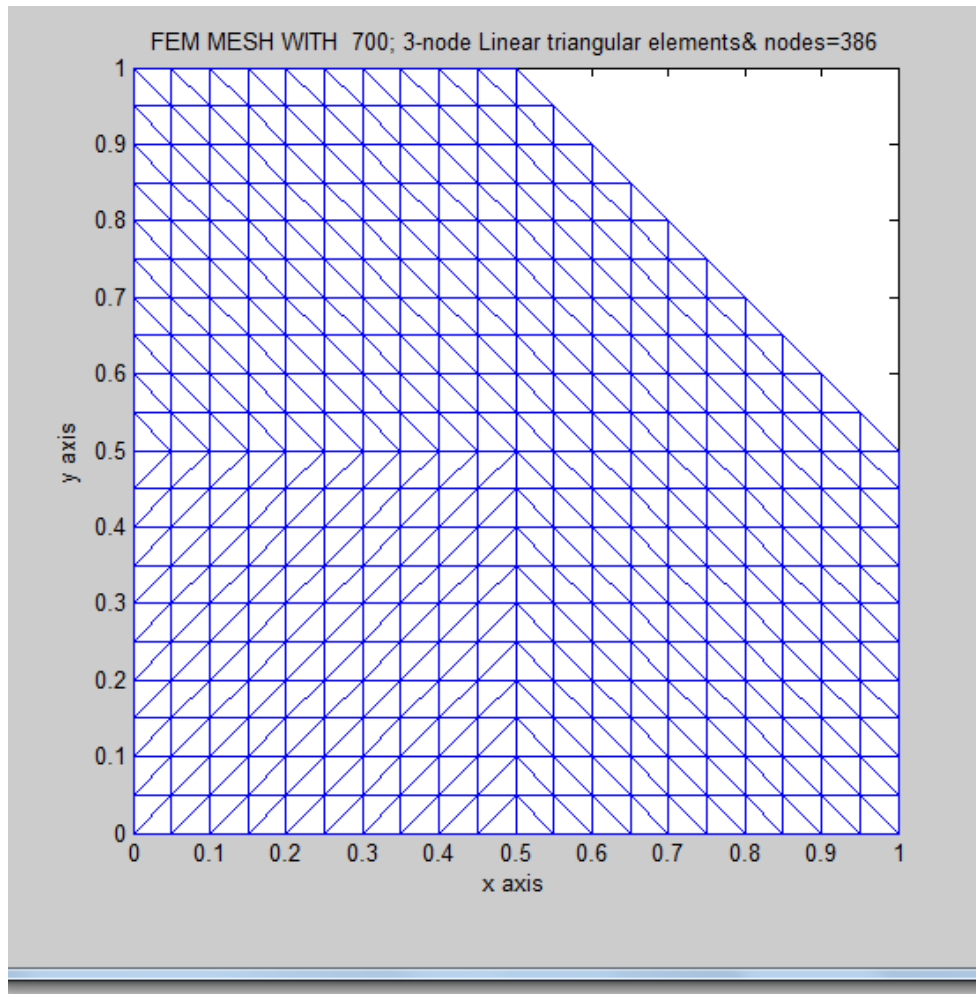 FEM MESH WITH  700; 3-node Linear triangular elements& nodes=386
1
0.9
0.8
0.7
0.6
0.5
0.4
0.3
0.2
0.1
0
y axis
0 0.1 0.2 0.3 0.4 0.5 0.6 0.7 0.8 0.9 1
x axis